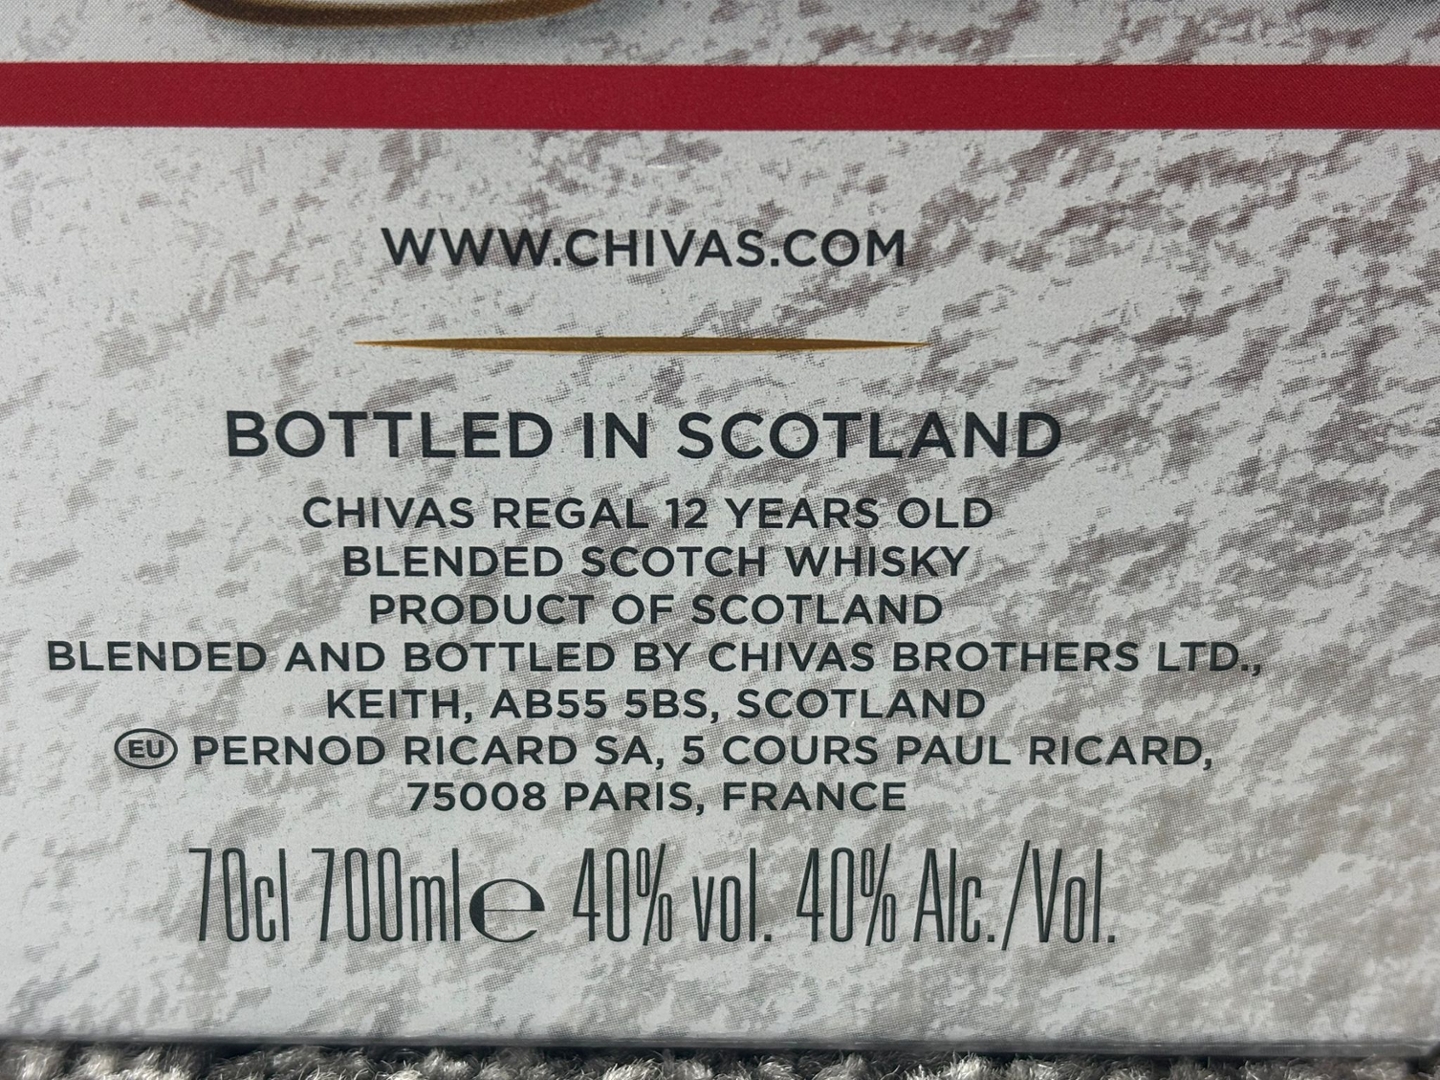 WWW.CHIVAS.COM
BOTTLED IN SCOTLAND
CHIVAS REGAL 12 YEARS OLD
BLENDED SCOTCH WHISKY
PRODUCT OF SCOTLAND
BLENDED AND BOTTLED BY CHIVAS BROTHERS LTD.,
KEITH, AB55 5BS, SCOTLAND
EU PERNOD RICARD SA, 5 COURS PAUL RICARD,
75008 PARIS, FRANCE
70cl 700ml℮ 40% vol. 40% Alc./Vol.